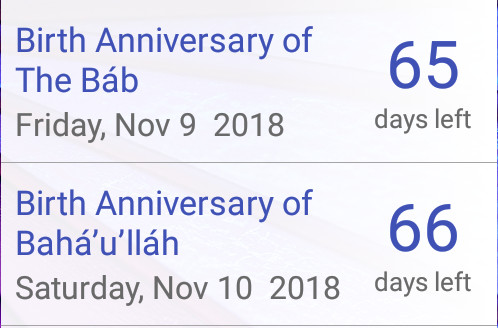 Birth Anniversary of
The Báb
Friday, Nov 9  2018
65
days left
Birth Anniversary of
Bahá’u’lláh
Saturday, Nov 10  2018
66
days left